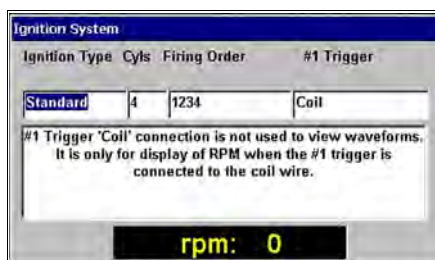 Ignition System
Ignition Type Cyls Firing Order #1 Trigger
Standard 4 1234 Coil
#1 Trigger 'Coil' connection is not used to view waveforms.
It is only for display of RPM when the #1 trigger is
connected to the coil wire.
rpm: 0